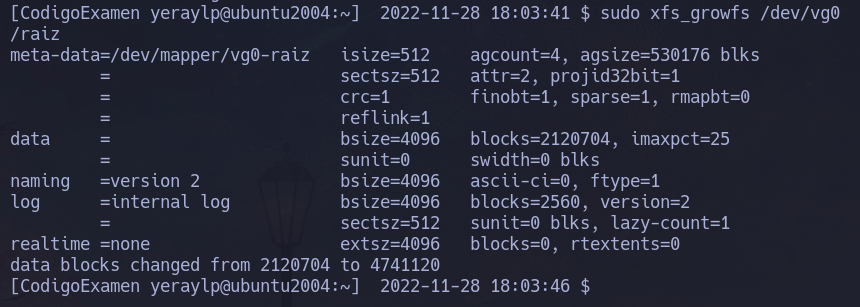 [CodigoExamen yeraylp@ubuntu2004:~]  2022-11-28 18:03:41 $ sudo xfs_growfs /dev/vg0
/raiz
meta-data=/dev/mapper/vg0-raiz   isize=512    agcount=4, agsize=530176 blks
         =                       sectsz=512   attr=2, projid32bit=1
         =                       crc=1        finobt=1, sparse=1, rmapbt=0
         =                       reflink=1
data     =                       bsize=4096   blocks=2120704, imaxpct=25
         =                       sunit=0      swidth=0 blks
naming   =version 2              bsize=4096   ascii-ci=0, ftype=1
log      =internal log           bsize=4096   blocks=2560, version=2
         =                       sectsz=512   sunit=0 blks, lazy-count=1
realtime =none                   extsz=4096   blocks=0, rtextents=0
data blocks changed from 2120704 to 4741120
[CodigoExamen yeraylp@ubuntu2004:~]  2022-11-28 18:03:46 $